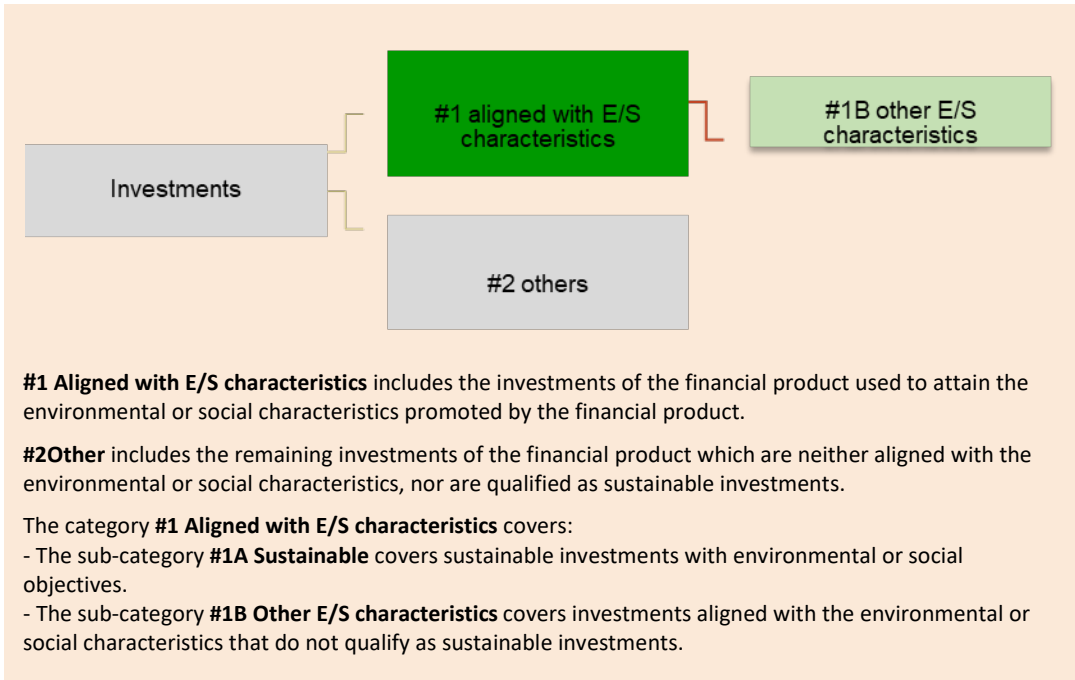 #1 aligned with E/S
characteristics
#1B other E/S
characteristics
Investments
#2 others
#1 Aligned with E/S characteristics includes the investments of the financial product used to attain the
environmental or social characteristics promoted by the financial product.
#2Other includes the remaining investments of the financial product which are neither aligned with the
environmental or social characteristics, nor are qualified as sustainable investments.
The category #1 Aligned with E/S characteristics covers:
- The sub-category #1A Sustainable covers sustainable investments with environmental or social
objectives.
- The sub-category #1B Other E/S characteristics covers investments aligned with the environmental or
social characteristics that do not qualify as sustainable investments.